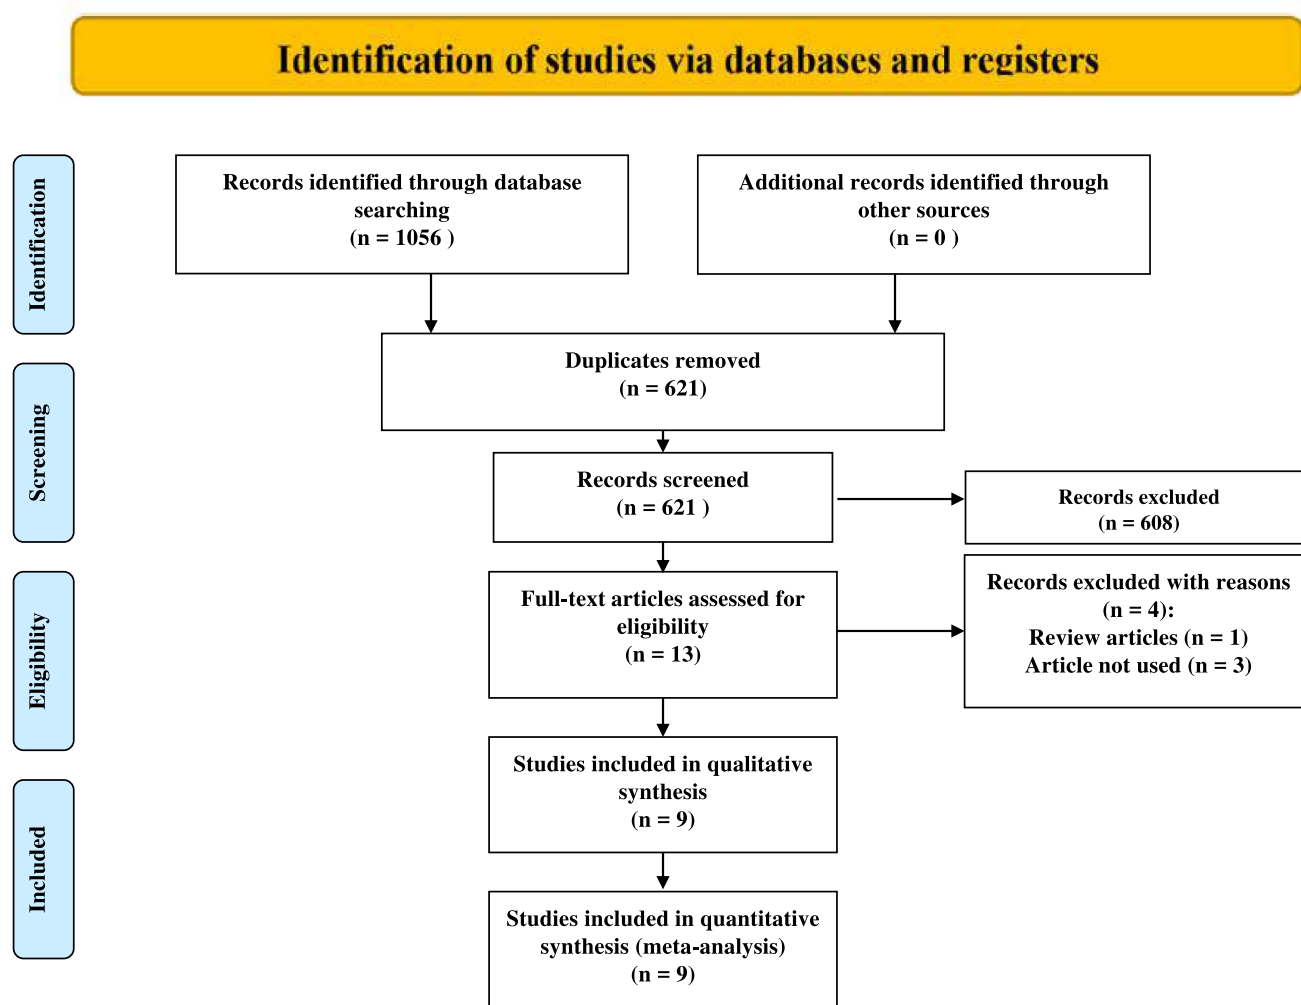 Identification of studies via databases and registers
Identification
Records identified through database
searching
(n = 1056 )
Additional records identified through
other sources
(n = 0 )
Duplicates removed
(n = 621)
Screening
Records screened
(n = 621 )
Records excluded
(n = 608)
Eligibility
Full-text articles assessed for
eligibility
(n = 13)
Records excluded with reasons
(n = 4):
Review articles (n = 1)
Article not used (n = 3)
Studies included in qualitative
synthesis
(n = 9)
Included
Studies included in quantitative
synthesis (meta-analysis)
(n = 9)